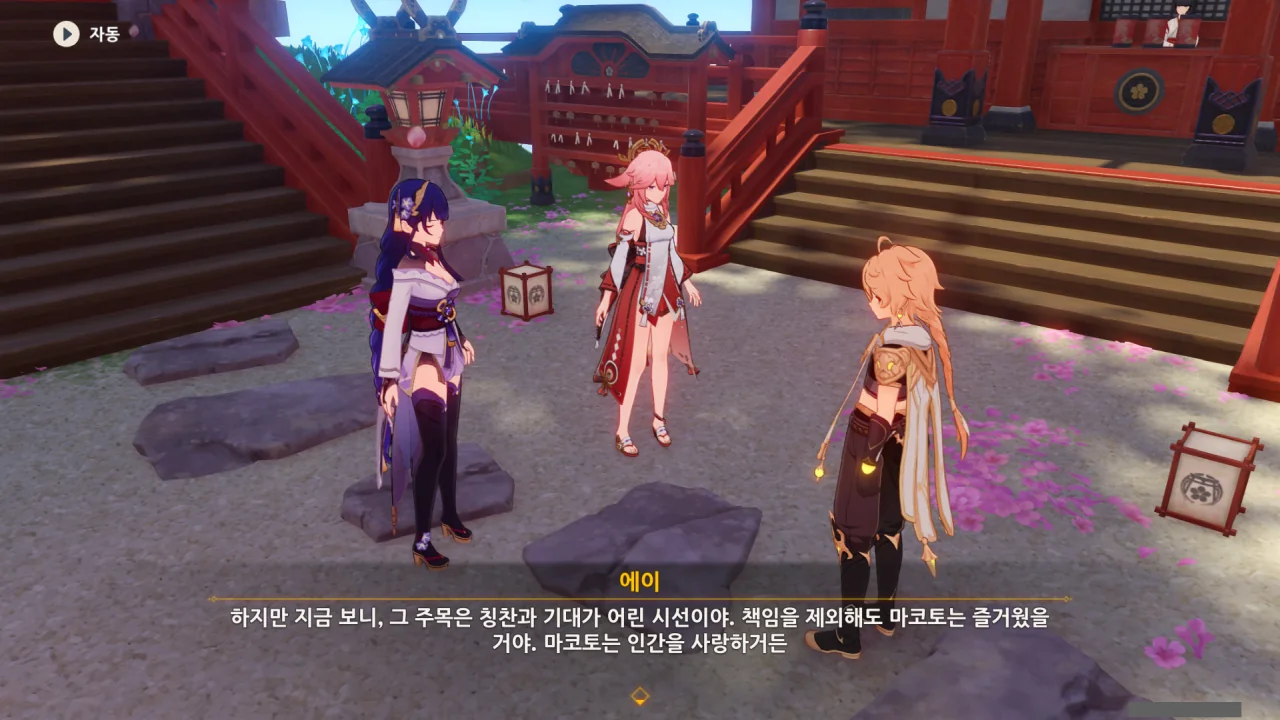 자동
에이
하지만 지금 보니, 그 주목은 칭찬과 기대가 어린 시선이야. 책임을 제외해도 마코토는 즐거웠을
거야. 마코토는 인간을 사랑하거든